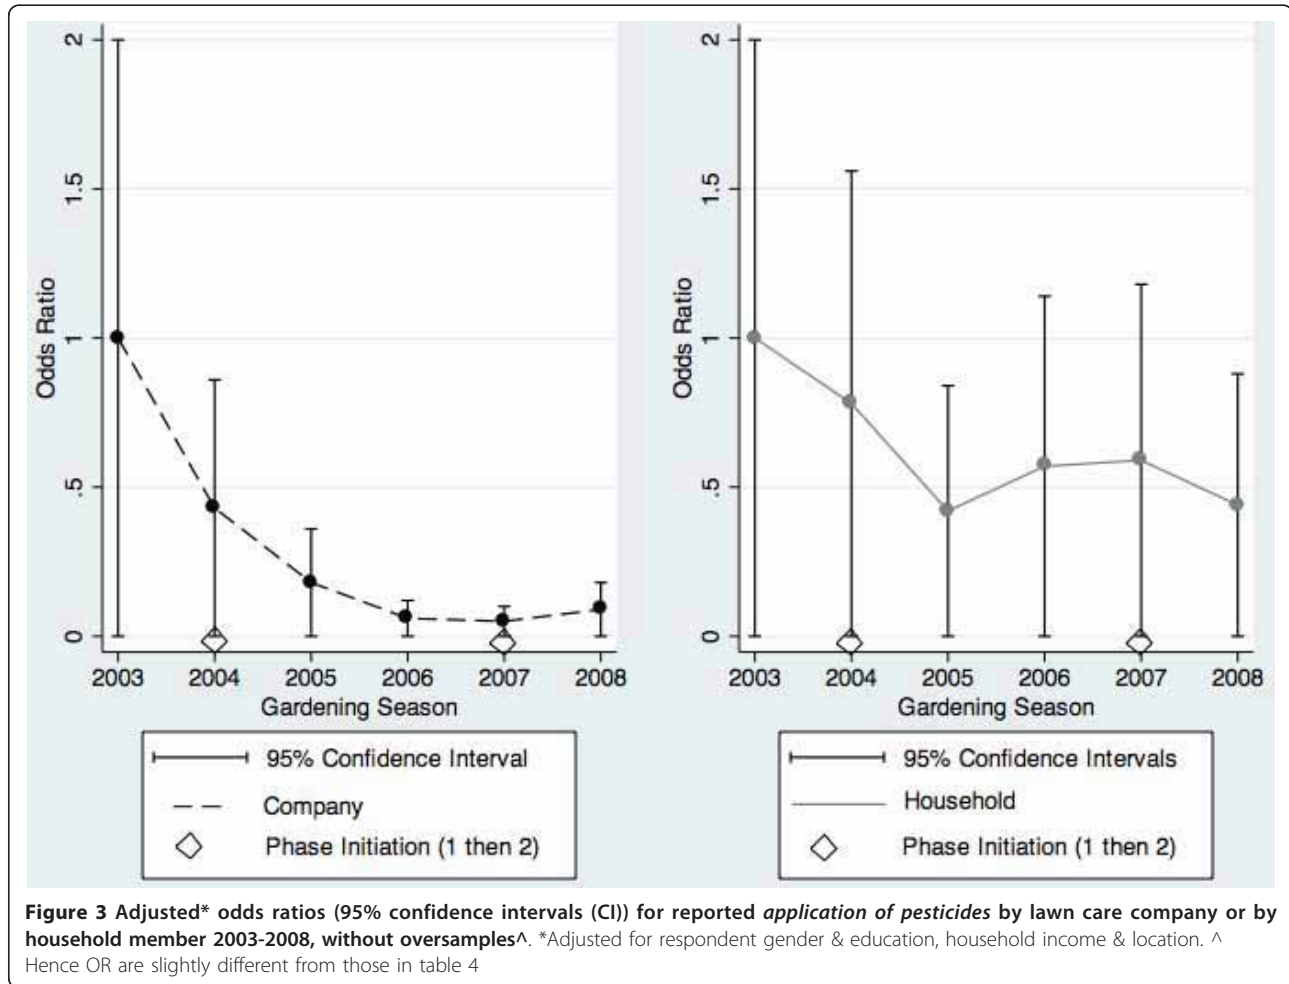 2
1.5
1
.5
0
Odds Ratio
2003 2004 2005 2006 2007 2008
Gardening Season
95% Confidence Interval
Company
Phase Initiation (1 then 2)
2
1.5
1
.5
0
Odds Ratio
2003 2004 2005 2006 2007 2008
Gardening Season
95% Confidence Intervals
Household
Phase Initiation (1 then 2)
Figure 3 Adjusted* odds ratios (95% confidence intervals (CI)) for reported application of pesticides by lawn care company or by
household member 2003-2008, without oversamples^. *Adjusted for respondent gender & education, household income & location. ^
Hence OR are slightly different from those in table 4